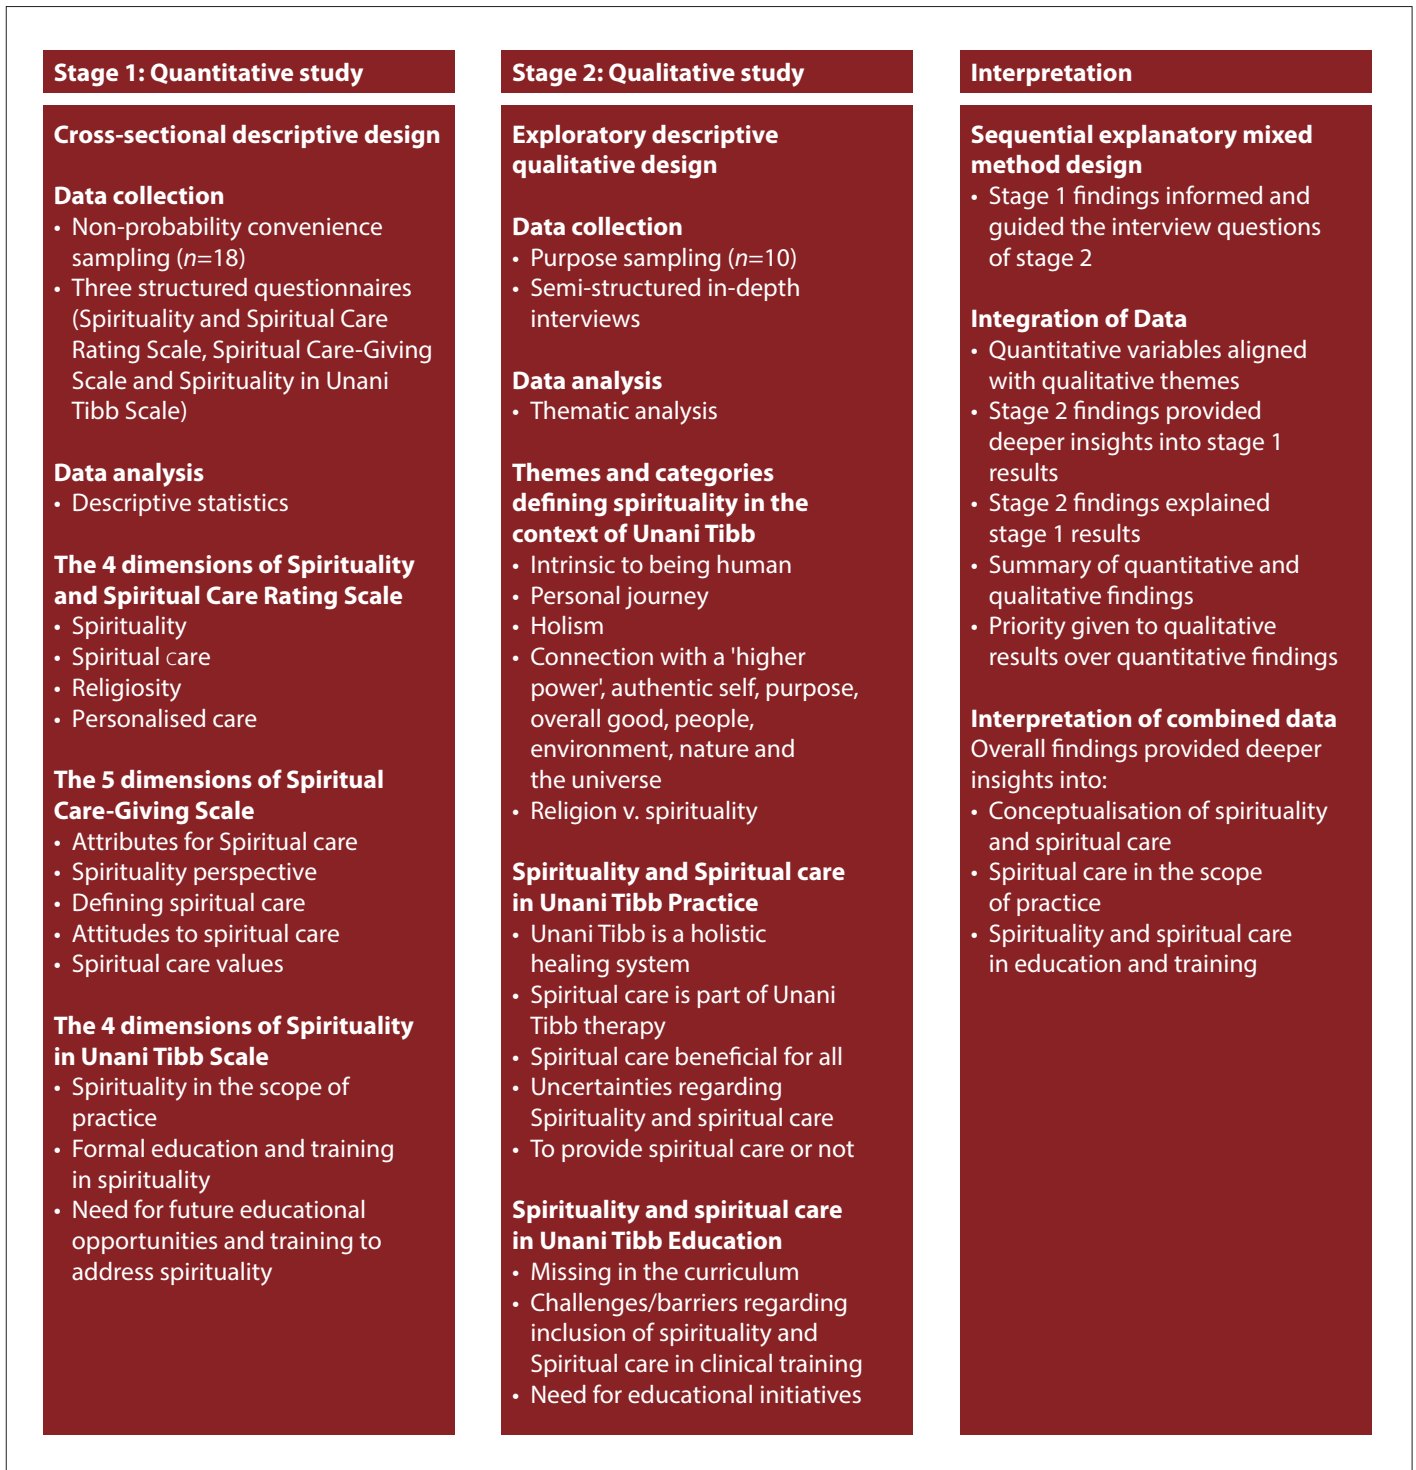 Stage 1: Quantitative study
Cross-sectional descriptive design
Data collection
• Non-probability convenience
sampling (n=18)
• Three structured questionnaires
(Spirituality and Spiritual Care
Rating Scale, Spiritual Care-Giving
Scale and Spirituality in Unani
Tibb Scale)
Data analysis
• Descriptive statistics
The 4 dimensions of Spirituality
and Spiritual Care Rating Scale
• Spirituality
• Spiritual care
• Religiosity
• Personalised care
The 5 dimensions of Spiritual
Care-Giving Scale
• Attributes for Spiritual care
• Spirituality perspective
• Defining spiritual care
• Attitudes to spiritual care
• Spiritual care values
The 4 dimensions of Spirituality
in Unani Tibb Scale
• Spirituality in the scope of
practice
• Formal education and training
in spirituality
• Need for future educational
opportunities and training to
address spirituality
Stage 2: Qualitative study
Exploratory descriptive
qualitative design
Data collection
• Purpose sampling (n=10)
• Semi-structured in-depth
interviews
Data analysis
• Thematic analysis
Themes and categories
defining spirituality in the
context of Unani Tibb
• Intrinsic to being human
• Personal journey
• Holism
• Connection with a 'higher
power', authentic self, purpose,
overall good, people,
environment, nature and
the universe
• Religion v. spirituality
Spirituality and Spiritual care
in Unani Tibb Practice
• Unani Tibb is a holistic
healing system
• Spiritual care is part of Unani
Tibb therapy
• Spiritual care beneficial for all
• Uncertainties regarding
Spirituality and spiritual care
• To provide spiritual care or not
Spirituality and spiritual care
in Unani Tibb Education
• Missing in the curriculum
• Challenges/barriers regarding
inclusion of spirituality and
Spiritual care in clinical training
• Need for educational initiatives
Interpretation
Sequential explanatory mixed
method design
• Stage 1 findings informed and
guided the interview questions
of stage 2
Integration of Data
• Quantitative variables aligned
with qualitative themes
• Stage 2 findings provided
deeper insights into stage 1
results
• Stage 2 findings explained
stage 1 results
• Summary of quantitative and
qualitative findings
• Priority given to qualitative
results over quantitative findings
Interpretation of combined data
Overall findings provided deeper
insights into:
• Conceptualisation of spirituality
and spiritual care
• Spiritual care in the scope
of practice
• Spirituality and spiritual care
in education and training